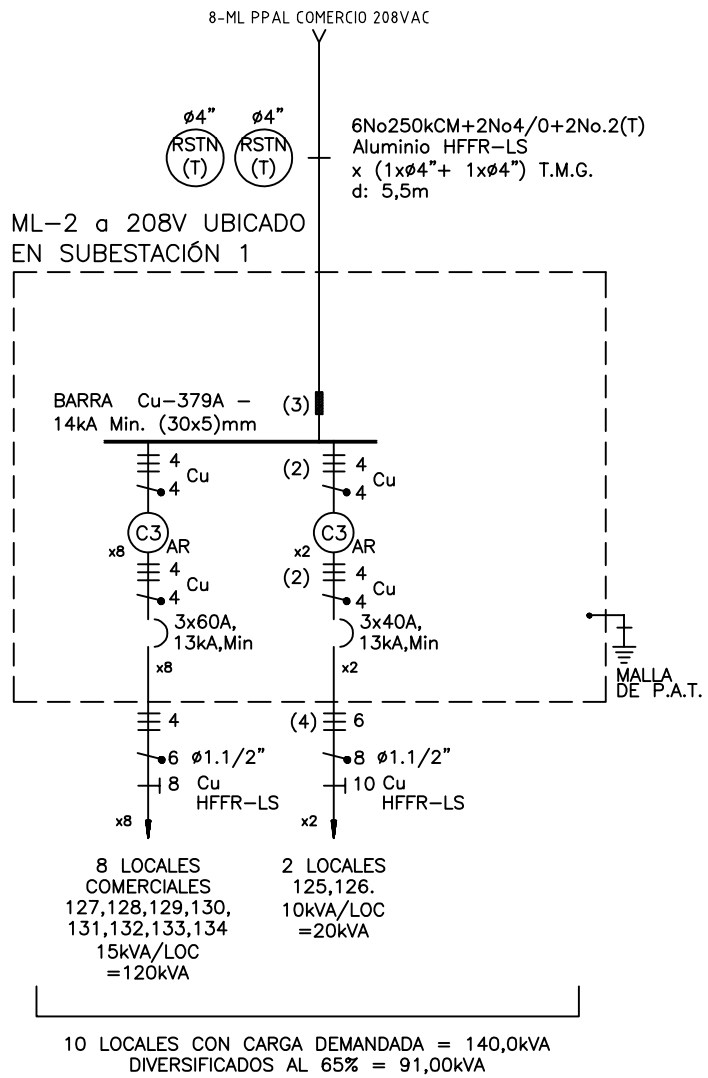 8-ML PPAL COMERCIO 208VAC
ø4" ø4"
RSTN (T)
RSTN (T)
6No250kCM+2No4/0+2No.2(T)
Aluminio HFFR-LS
x (1xø4"+ 1xø4") T.M.G.
d: 5,5m
ML-2 a 208V UBICADO
EN SUBESTACIÓN 1
BARRA Cu-379A -
14kA Min. (30x5)mm
(3)
4
4 Cu
C3
x8 AR
4
4 Cu
3x60A,
13kA,Min
x8
(2) 4
4 Cu
C3
x2 AR
(2) 4
4 Cu
3x40A,
13kA,Min
x2
MALLA
DE P.A.T.
4
6 ø1.1/2"
8 Cu
HFFR-LS
x8
(4) 6
8 ø1.1/2"
10 Cu
HFFR-LS
x2
8 LOCALES
COMERCIALES
127,128,129,130,
131,132,133,134
15kVA/LOC
=120kVA
2 LOCALES
125,126.
10kVA/LOC
=20kVA
10 LOCALES CON CARGA DEMANDADA = 140,0kVA
DIVERSIFICADOS AL 65% = 91,00kVA